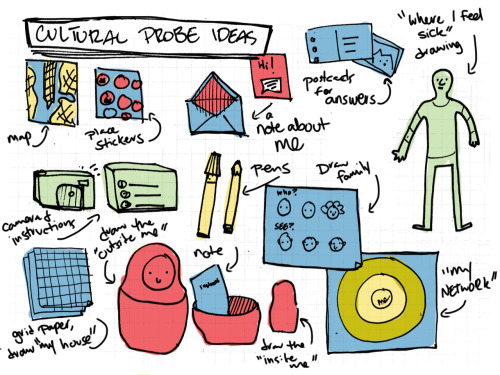 CULTURAL PROBE IDEAS
Hi!
postcards
for
answers
"where I feel
sick"
drawing
map
place
stickers
a
note about
me
camera &
instructions
pens
Draw
family
who?
SEE?
draw the
"outsite me"
note
grid paper,
draw "my house"
draw the
"insite
me"
me
"my
NETWORK"